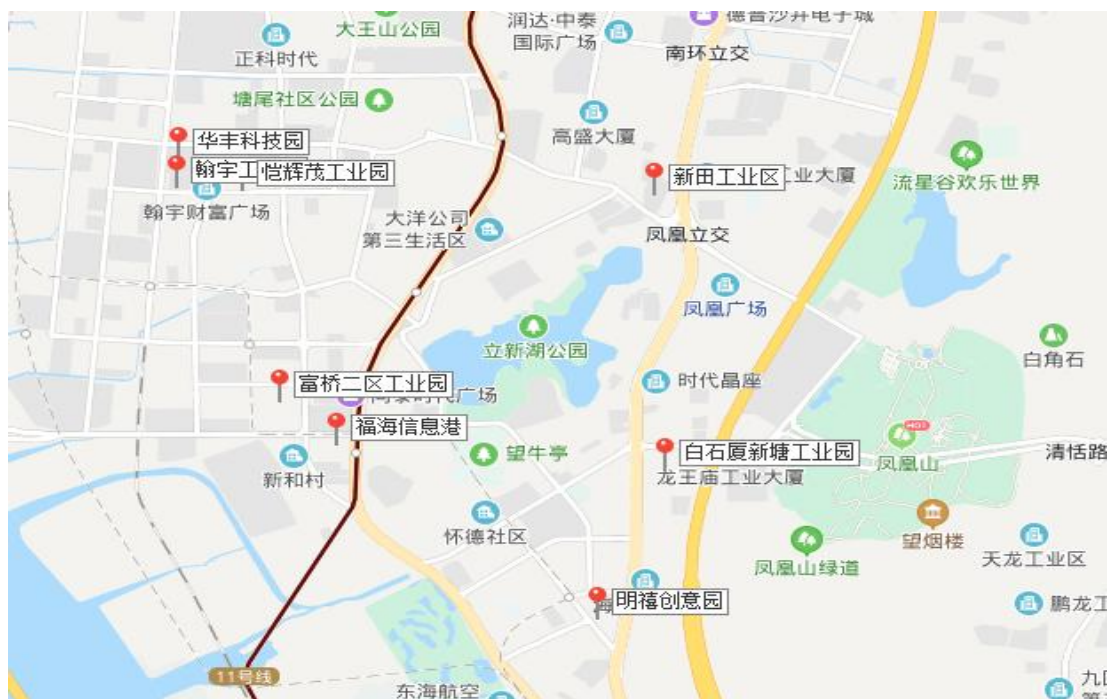 大王山公园
润达·中泰
国际广场
德普沙井电子城
正科时代
南环立交
塘尾社区公园
高盛大厦
华丰科技园
翰宇工
恺辉茂工业园
新田工业区
工业大厦
流星谷欢乐世界
翰宇财富广场
大洋公司
第三生活区
凤凰立交
凤凰广场
立新湖公园
白角石
富桥二区工业园
时代广场
时代晶座
福海信息港
望牛亭
白石厦新塘工业园
凤凰山
HOT
清恬路
新和村
龙王庙工业大厦
怀德社区
望烟楼
天龙工业区
凤凰山绿道
明禧创意园
鹏龙工
11号线
东海航空
九